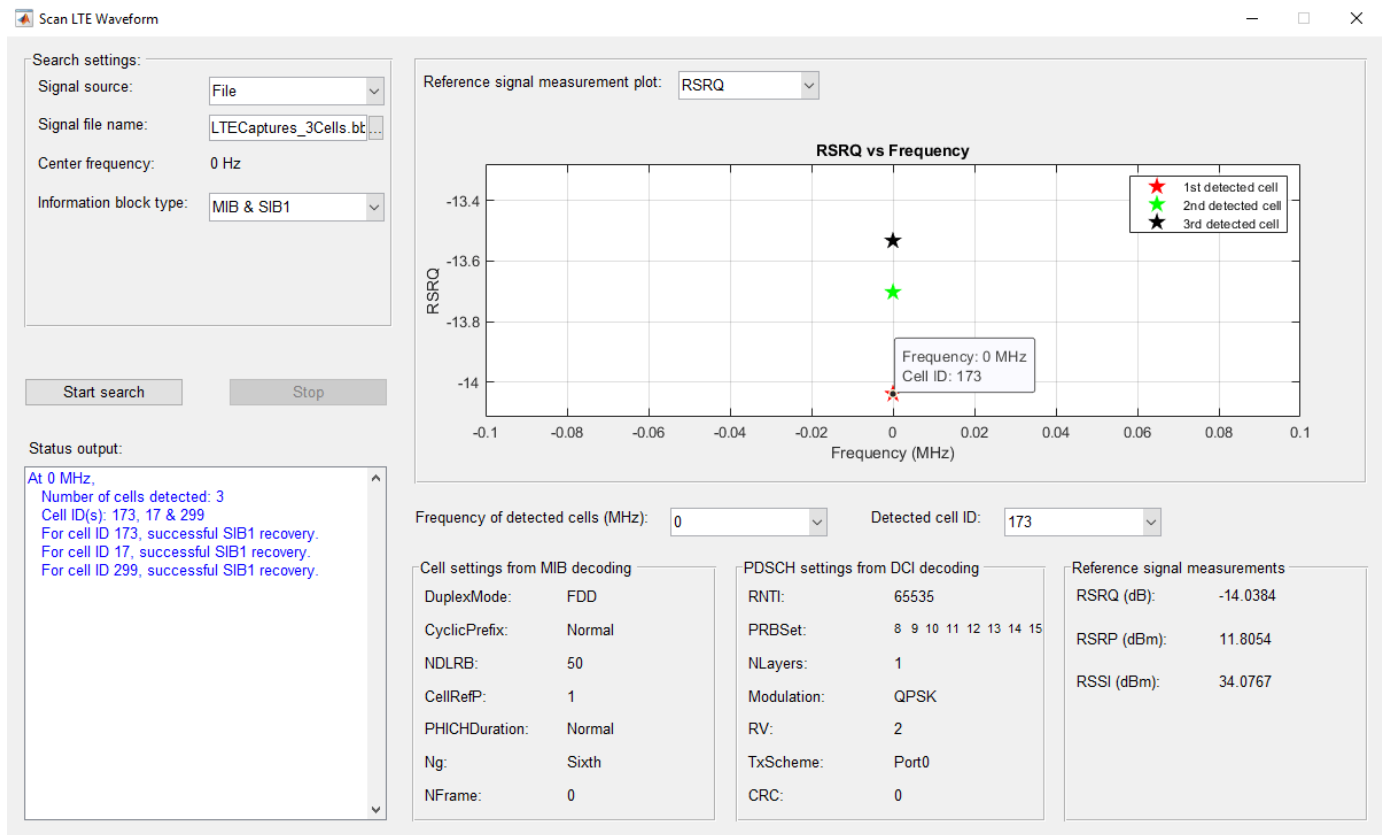 Scan LTE Waveform
Search settings:
Signal source: File
Signal file name: LTECaptures_3Cells.bb ...
Center frequency: 0 Hz
Information block type: MIB & SIB1
Start search Stop
Status output:
At 0 MHz,
Number of cells detected: 3
Cell ID(s): 173, 17 & 299
For cell ID 173, successful SIB1 recovery.
For cell ID 17, successful SIB1 recovery.
For cell ID 299, successful SIB1 recovery.
Reference signal measurement plot: RSRQ
RSRQ vs Frequency
1st detected cell
2nd detected cell
3rd detected cell
-13.4
-13.6
-13.8
-14
RSRQ
Frequency: 0 MHz
Cell ID: 173
-0.1 -0.08 -0.06 -0.04 -0.02 0 0.02 0.04 0.06 0.08 0.1
Frequency (MHz)
Frequency of detected cells (MHz): 0 Detected cell ID: 173
Cell settings from MIB decoding
DuplexMode: FDD
CyclicPrefix: Normal
NDLRB: 50
CellRefP: 1
PHICHDuration: Normal
Ng: Sixth
NFrame: 0
PDSCH settings from DCI decoding
RNTI: 65535
PRBSet: 8 9 10 11 12 13 14 15
NLayers: 1
Modulation: QPSK
RV: 2
TxScheme: Port0
CRC: 0
Reference signal measurements
RSRQ (dB): -14.0384
RSRP (dBm): 11.8054
RSSI (dBm): 34.0767